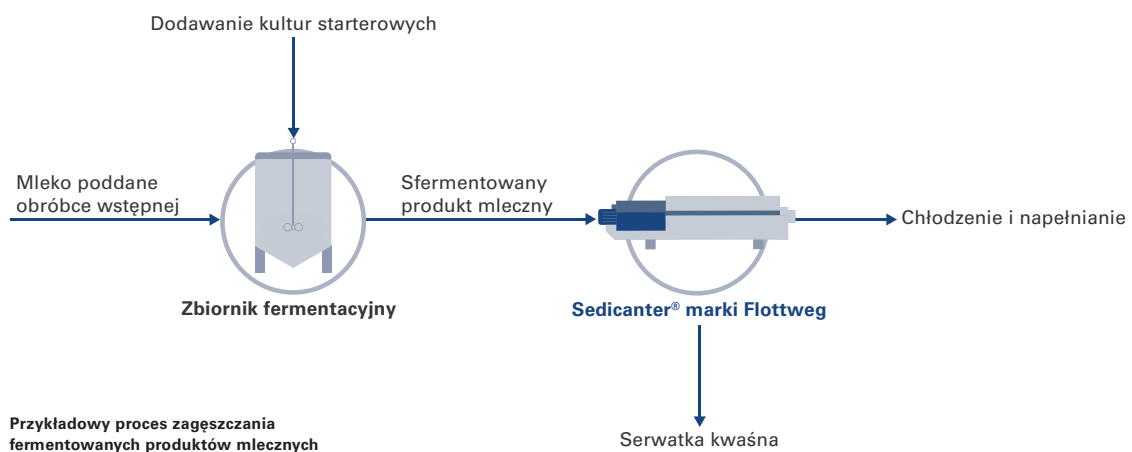 Dodawanie kultur starterowych
Mleko poddane
obróbce wstępnej
Sfermentowany
produkt mleczny
Chłodzenie i napełnianie
Zbiornik fermentacyjny
Sedicanter® marki Flottweg
Przykładowy proces zagęszczania
fermentowanych produktów mlecznych
Serwatka kwaśna